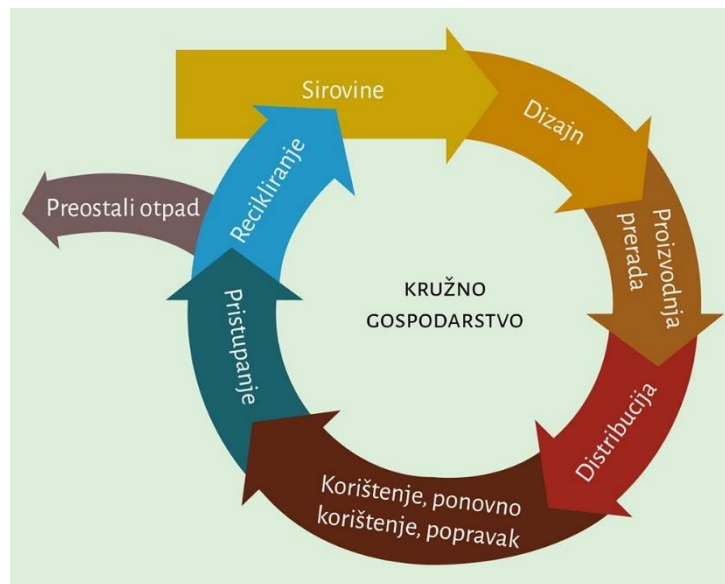 Sirovine
Dizajn
Proizvodnja
prerada
Distribucija
Korištenje, ponovno
korištenje, popravak
Pristupanje
Recikliranje
Preostali otpad
KRUŽNO
GOSPODARSTVO